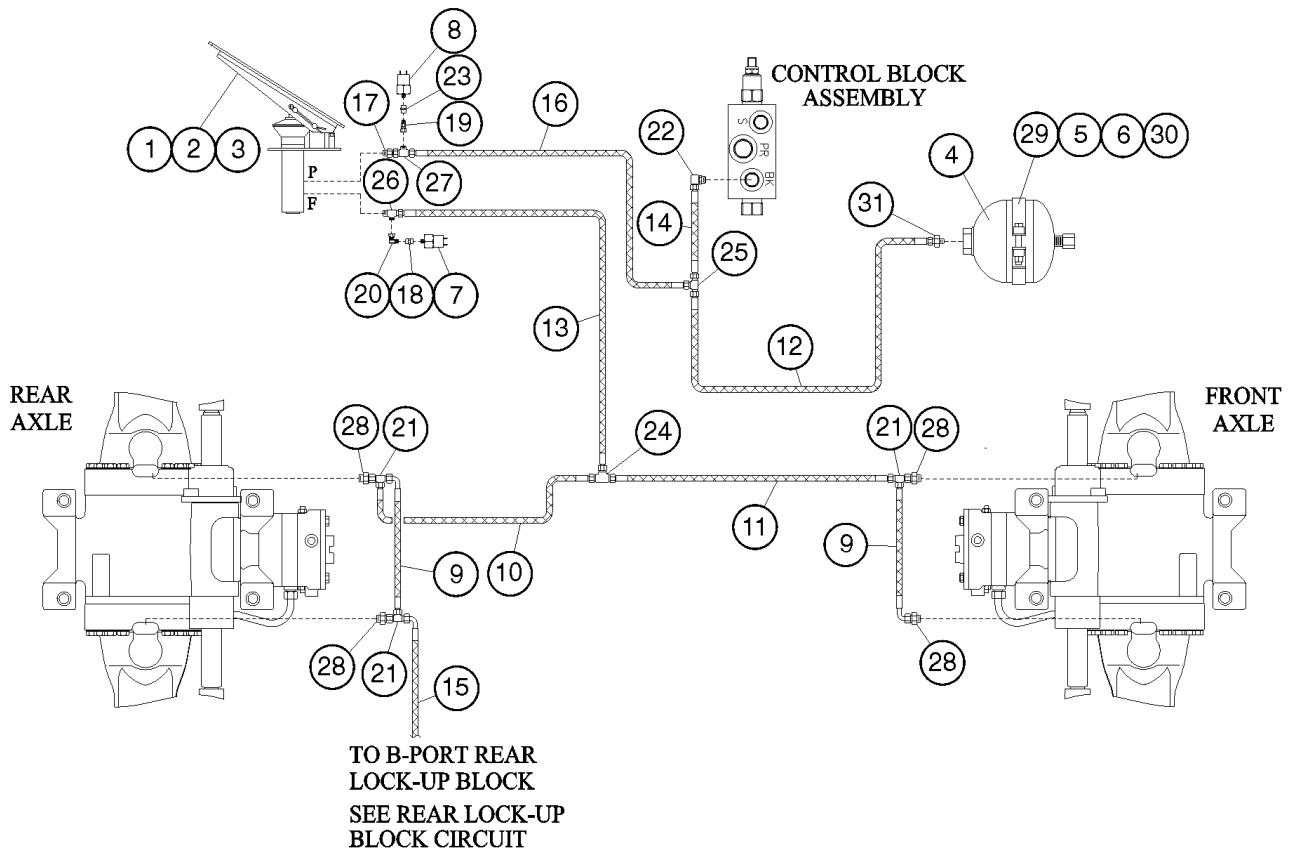 8
23
19
17
16
CONTROL BLOCK
ASSEMBLY
22
S
PR
BK
4
29 5 6 30
1 2 3
P
F
26
27
14
31
25
20 18 7
13
12
REAR
AXLE
FRONT
AXLE
28 21
24
21 28
11
9
9 10
28
21
28
15
TO B-PORT REAR
LOCK-UP BLOCK
SEE REAR LOCK-UP
BLOCK CIRCUIT